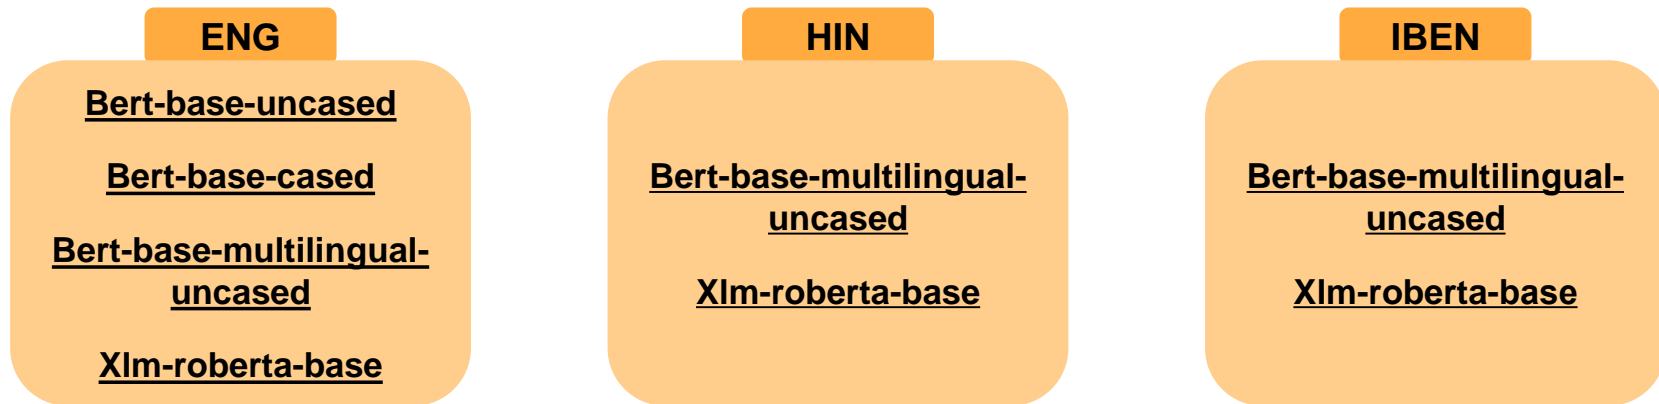 ENG
Bert-base-uncased
Bert-base-cased
Bert-base-multilingual-
uncased
Xlm-roberta-base
HIN
Bert-base-multilingual-
uncased
Xlm-roberta-base
IBEN
Bert-base-multilingual-
uncased
Xlm-roberta-base